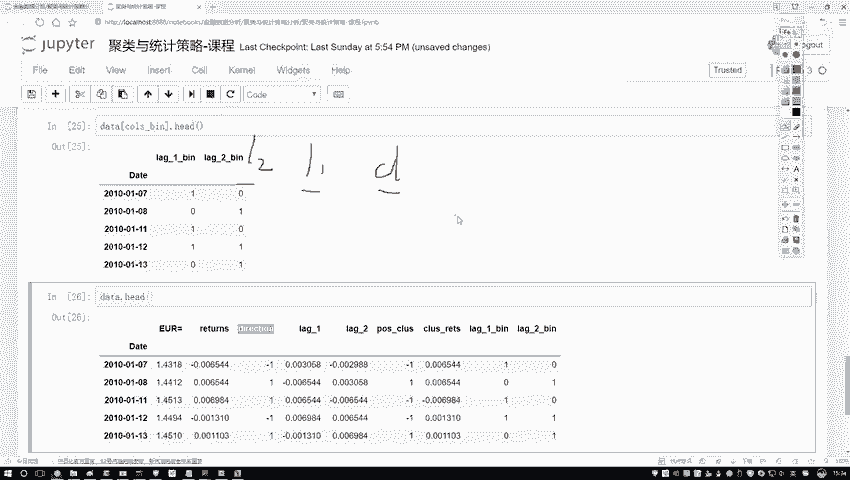 http://localhost:8888/notebooks/
jupyter 聚类与统计策略-课程 Last Checkpoint: Last Sunday at 5:54 PM (unsaved changes)
File Edit View Insert Cell Kernel Widgets Help
Trusted
Code
In [25]: data[cols_bin].head()
Out[25]:
lag_1_bin lag_2_bin l2 l1 d
Date
2010-01-07 1 0
2010-01-08 0 1
2010-01-11 1 0
2010-01-12 1 1
2010-01-13 0 1
In [26]: data.head
Out[26]:
EUR= returns direction lag_1 lag_2 pos_clus clus_rets lag_1_bin lag_2_bin
Date
2010-01-07 1.4318 -0.006544 -1 0.003058 -0.002988 -1 0.006544 1 0
2010-01-08 1.4412 0.006544 1 -0.006544 0.003058 1 0.006544 0 1
2010-01-11 1.4513 0.006984 1 0.006544 -0.006544 -1 -0.006984 1 0
2010-01-12 1.4494 -0.001310 -1 0.006984 0.006544 -1 0.001310 1 1
2010-01-13 1.4510 0.001103 1 -0.001310 0.006984 1 0.001103 0 1